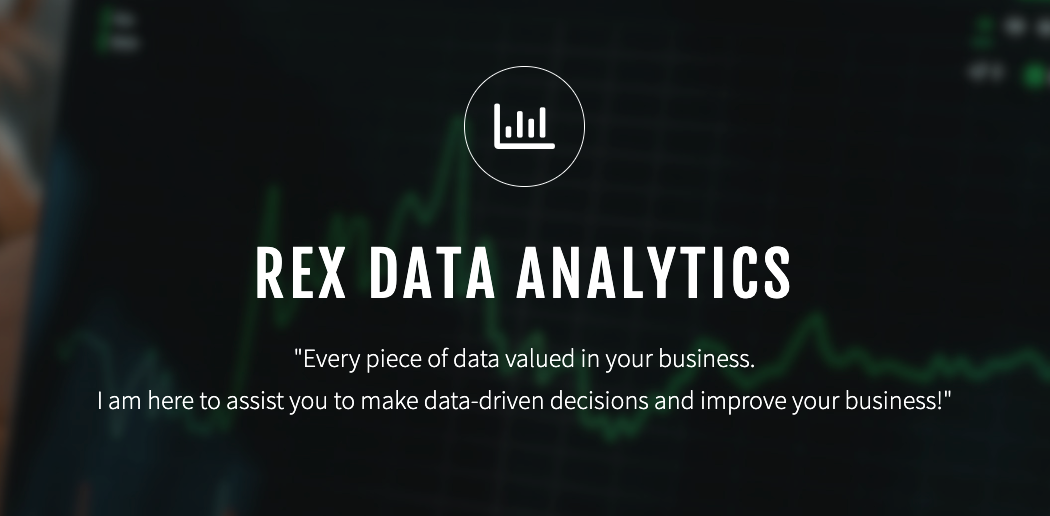 REX DATA ANALYTICS
"Every piece of data valued in your business.
I am here to assist you to make data-driven decisions and improve your business!"